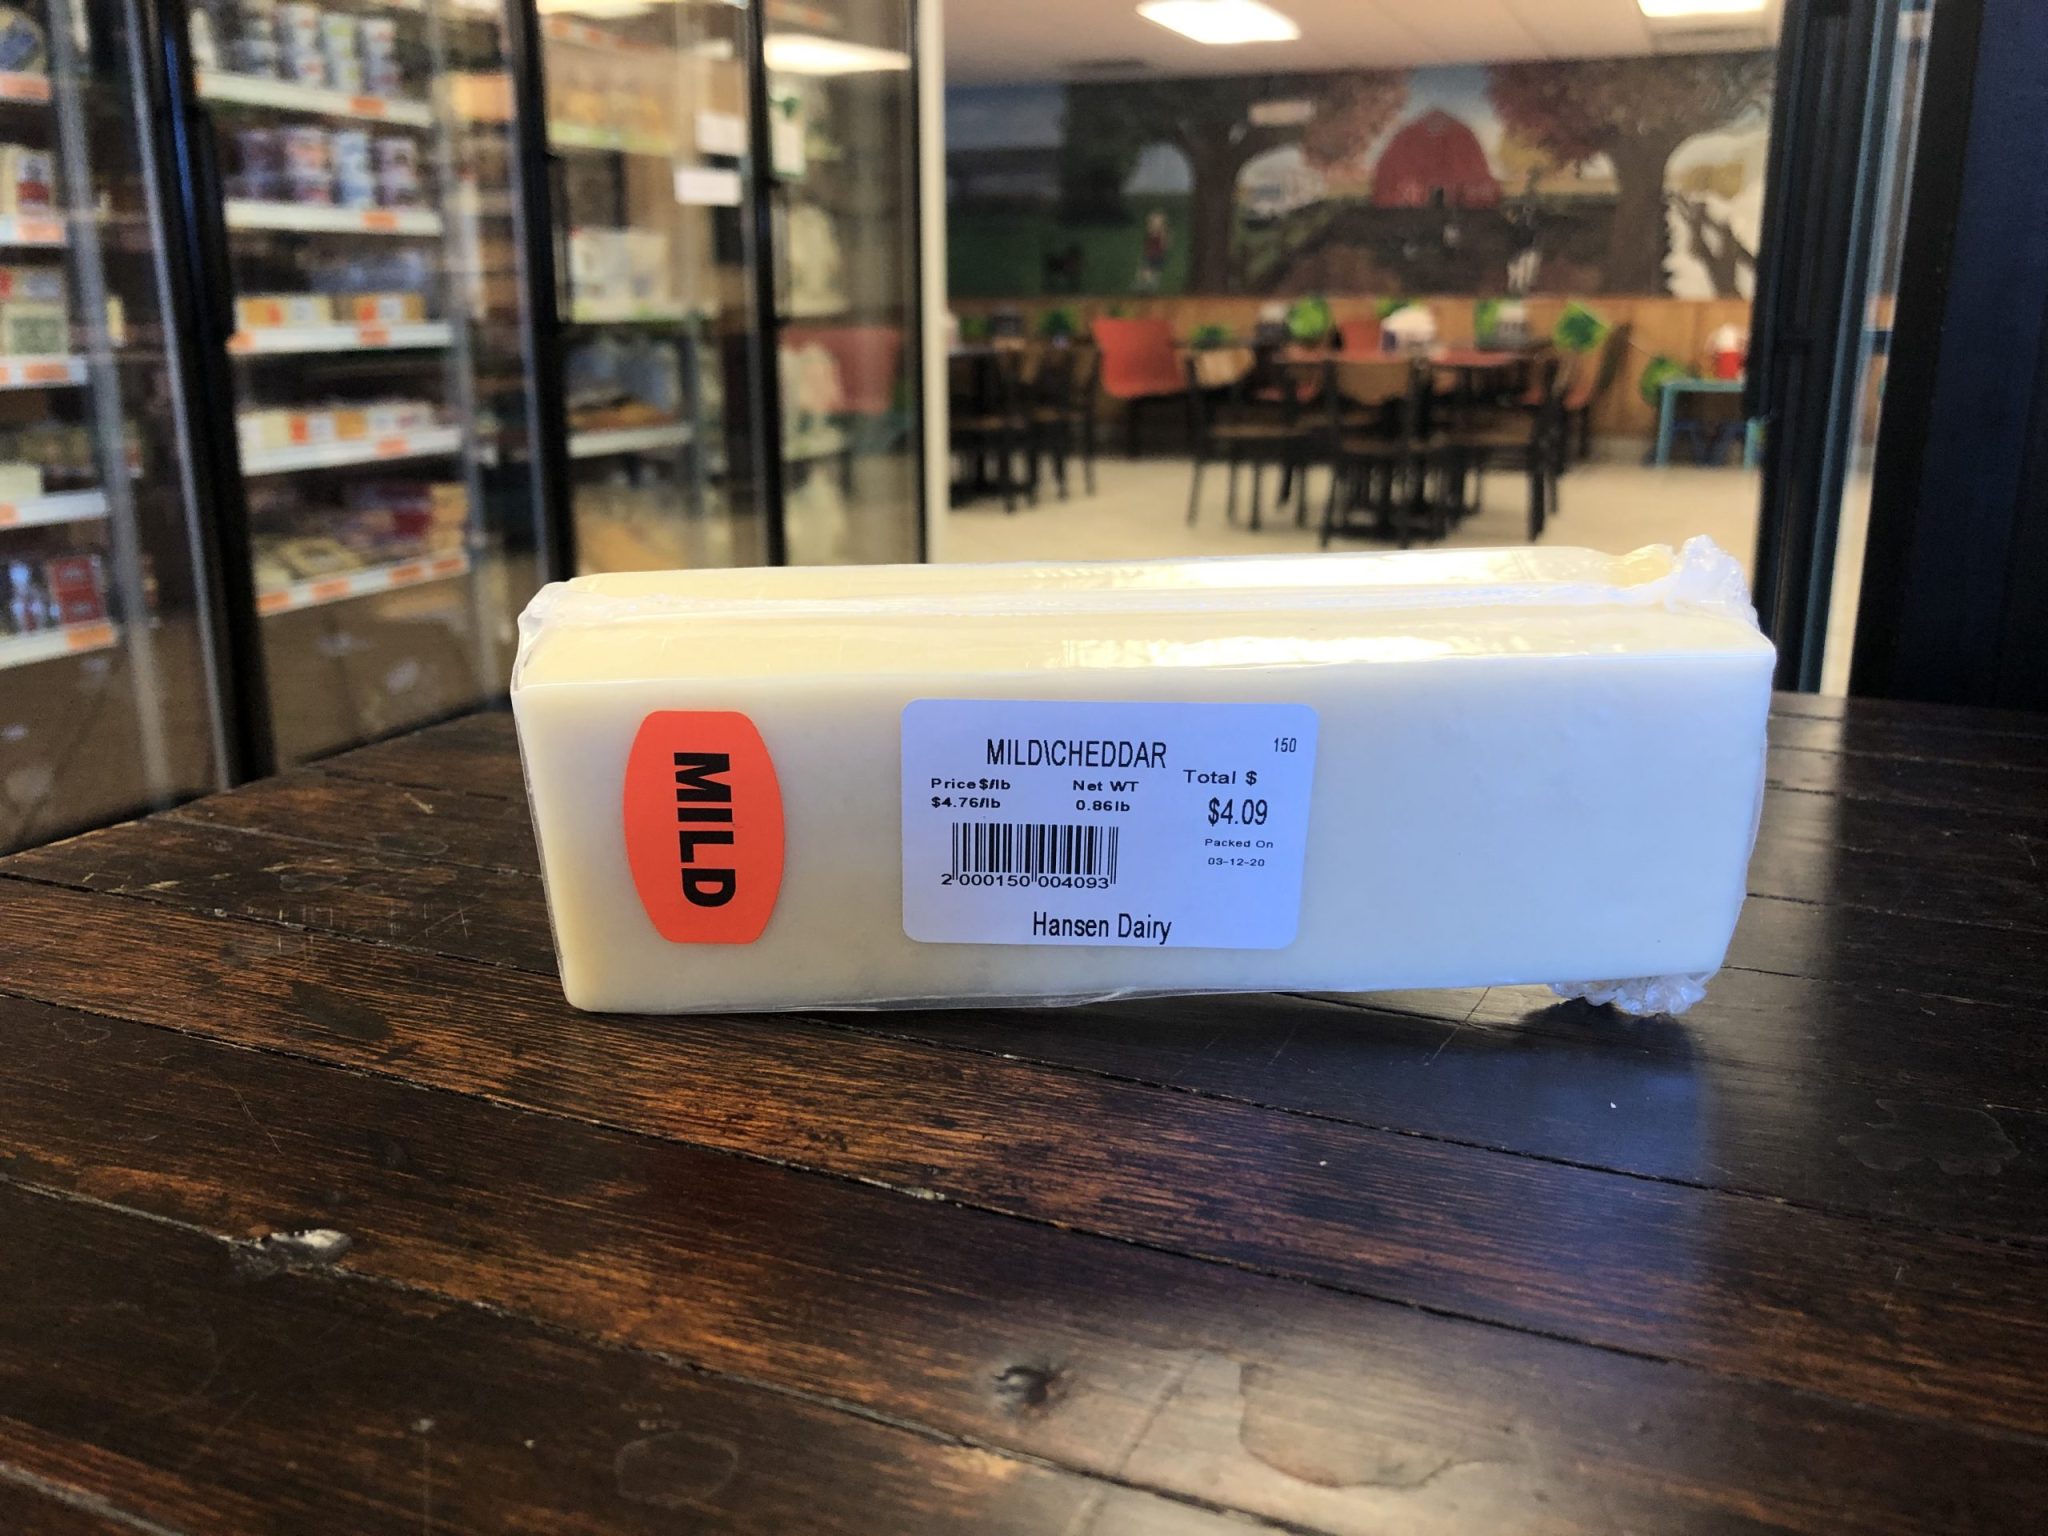 MILD
MILD\CHEDDAR
150
Price$/lb Net WT Total $
$4.76/lb 0.86lb $4.09
Packed On
03-12-20
2 000150 004093
Hansen Dairy